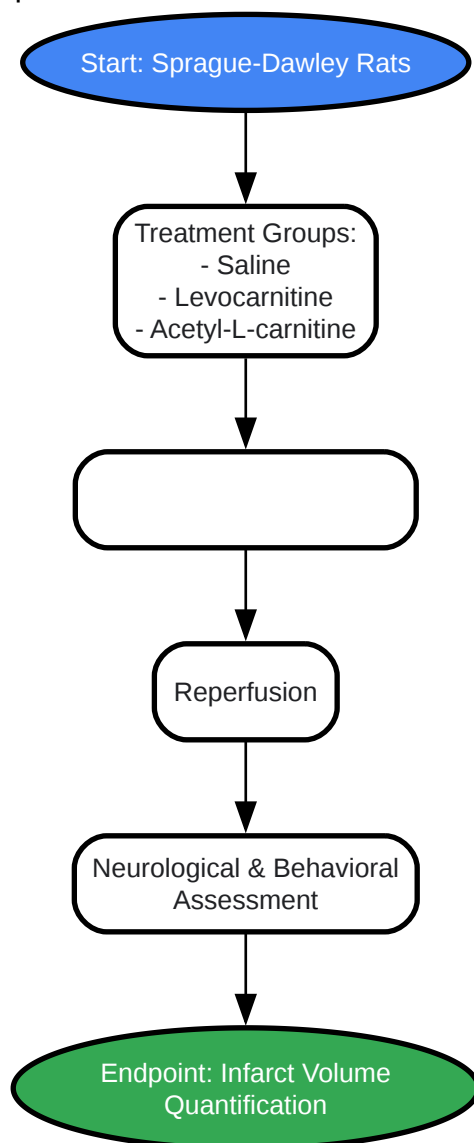 Start: Sprague-Dawley Rats
Treatment Groups:
- Saline
- Levocarnitine
- Acetyl-L-carnitine
Reperfusion
Neurological & Behavioral
Assessment
Endpoint: Infarct Volume
Quantification